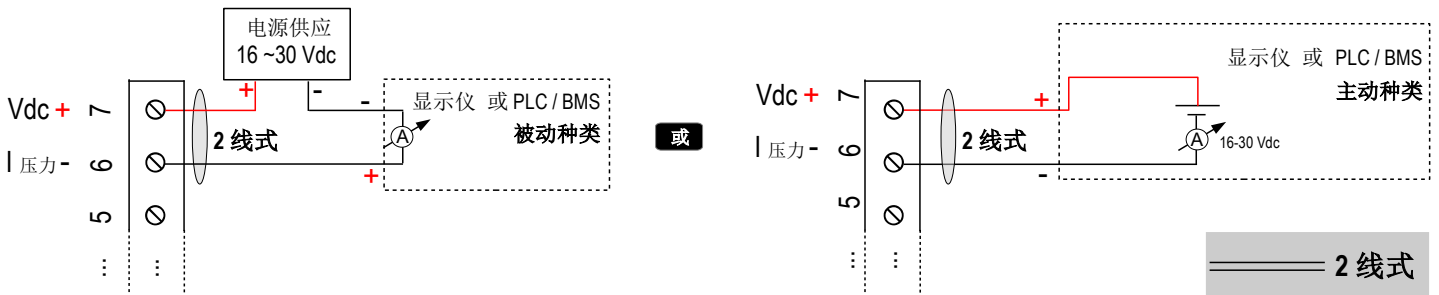 电源供应
16 ~30 Vdc
+ -
Vdc + 7
2 线式
- 显示仪 或 PLC / BMS
被动种类
A
I 压力 - 6
+
5
... ...
或
显示仪 或 PLC / BMS
主动种类
Vdc + 7
+
2 线式
A 16-30 Vdc
I 压力 - 6
-
5
... ...
2 线式